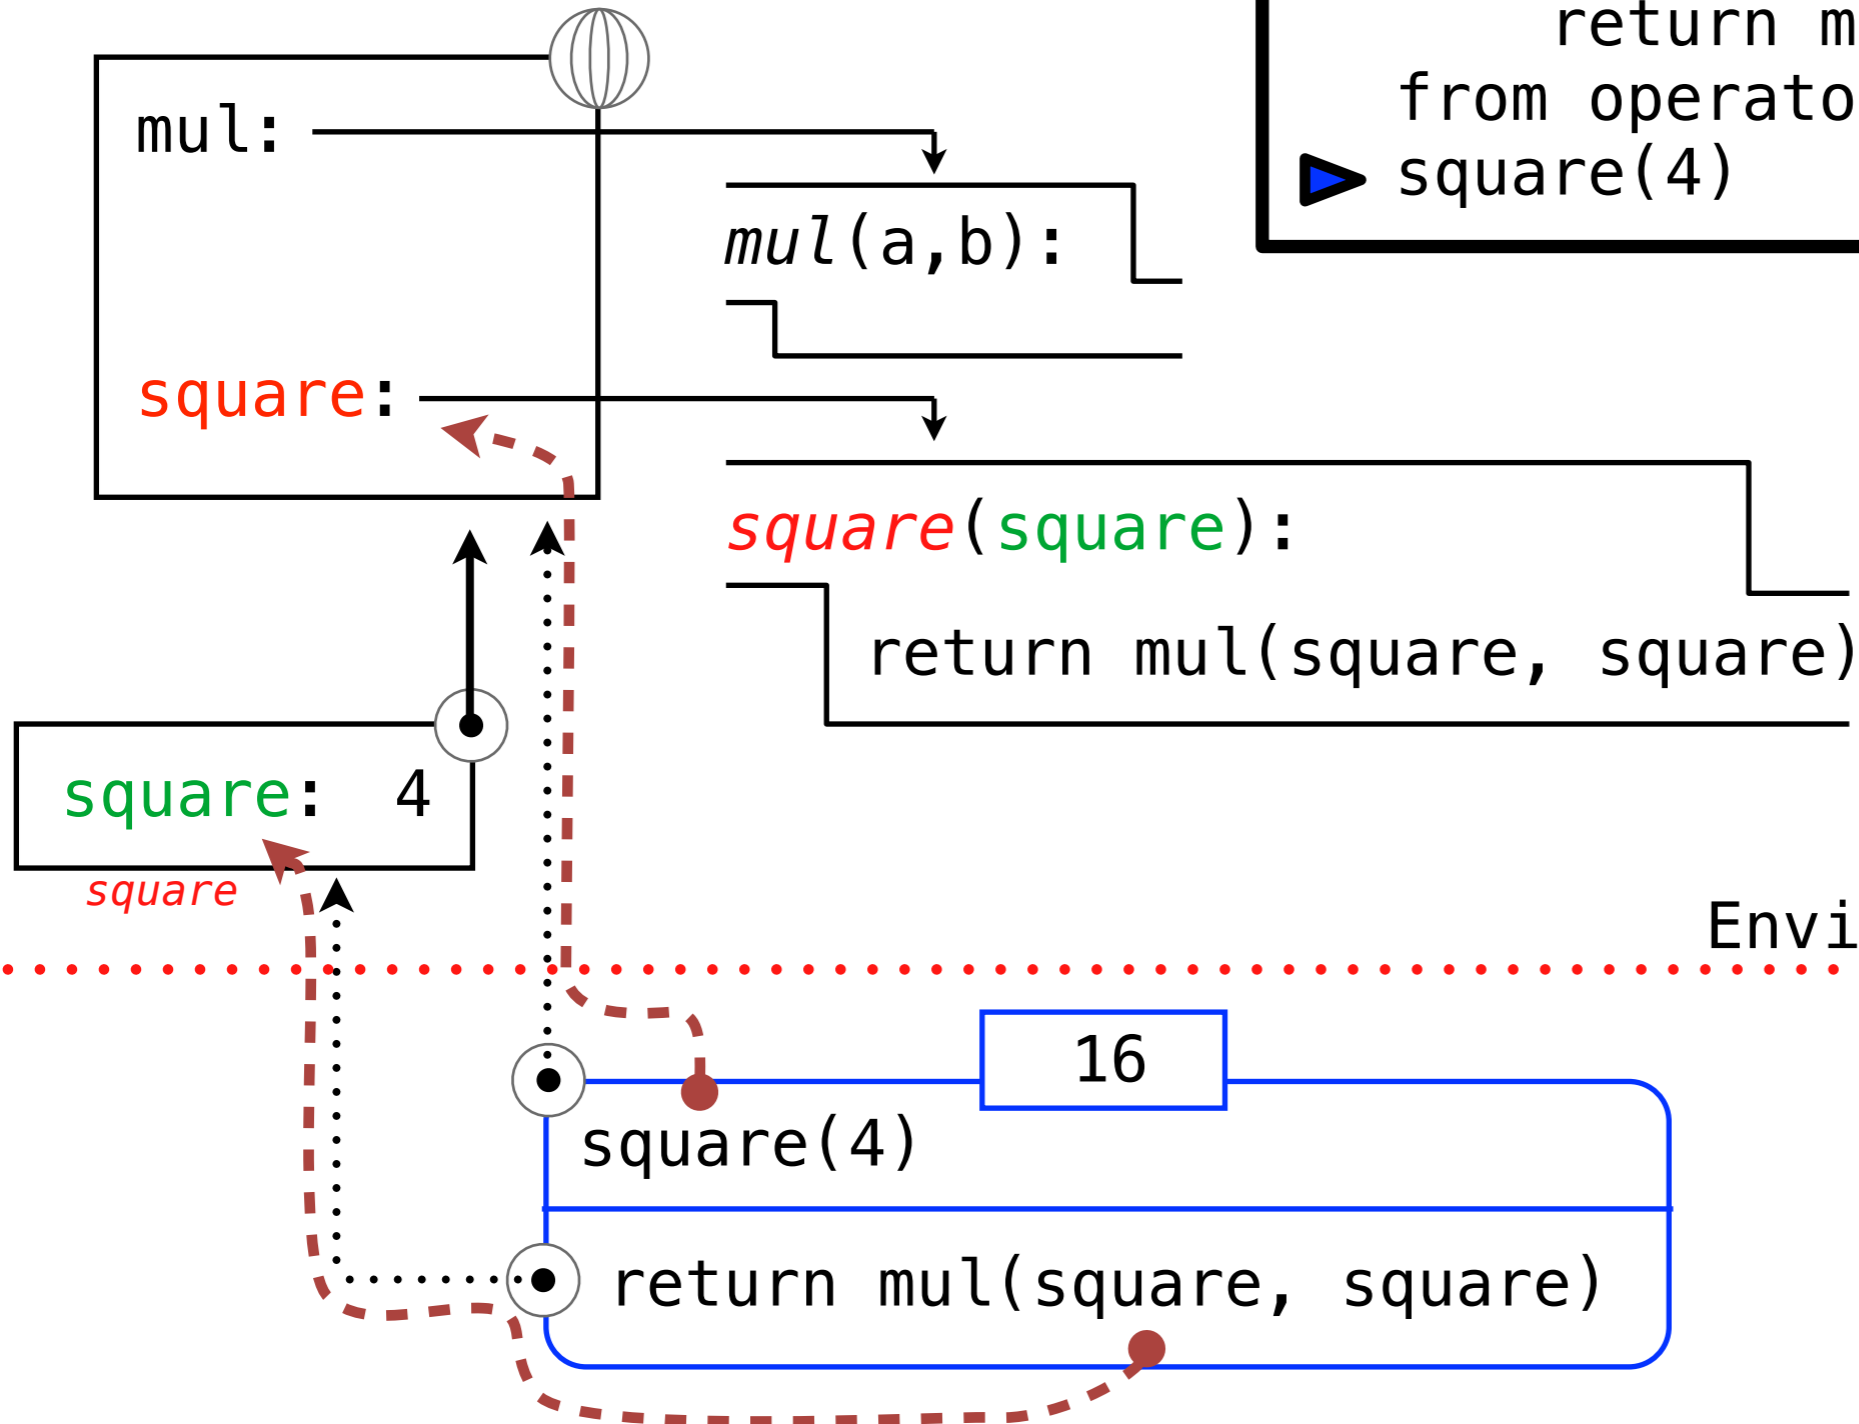 return m
from operato
square(4)
mul:
mul(a,b):
square:
square(square):
return mul(square, square)
square: 4
square
Envi
16
square(4)
return mul(square, square)